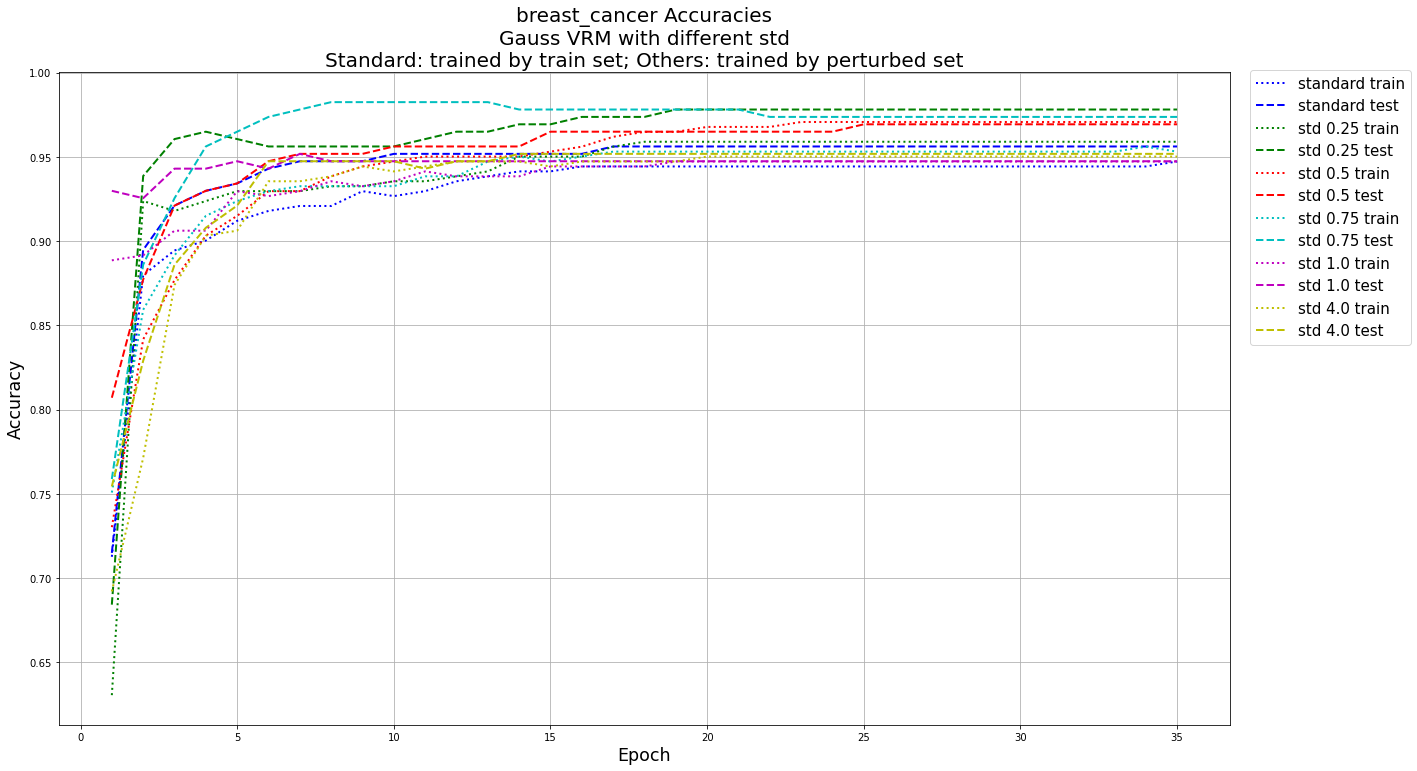 breast_cancer Accuracies
Gauss VRM with different std
Standard: trained by train set; Others: trained by perturbed set
1.00
0.95
0.90
0.85
0.80
0.75
0.70
0.65
Accuracy
0
5
10
15
20
25
30
35
Epoch
standard train
standard test
std 0.25 train
std 0.25 test
std 0.5 train
std 0.5 test
std 0.75 train
std 0.75 test
std 1.0 train
std 1.0 test
std 4.0 train
std 4.0 test